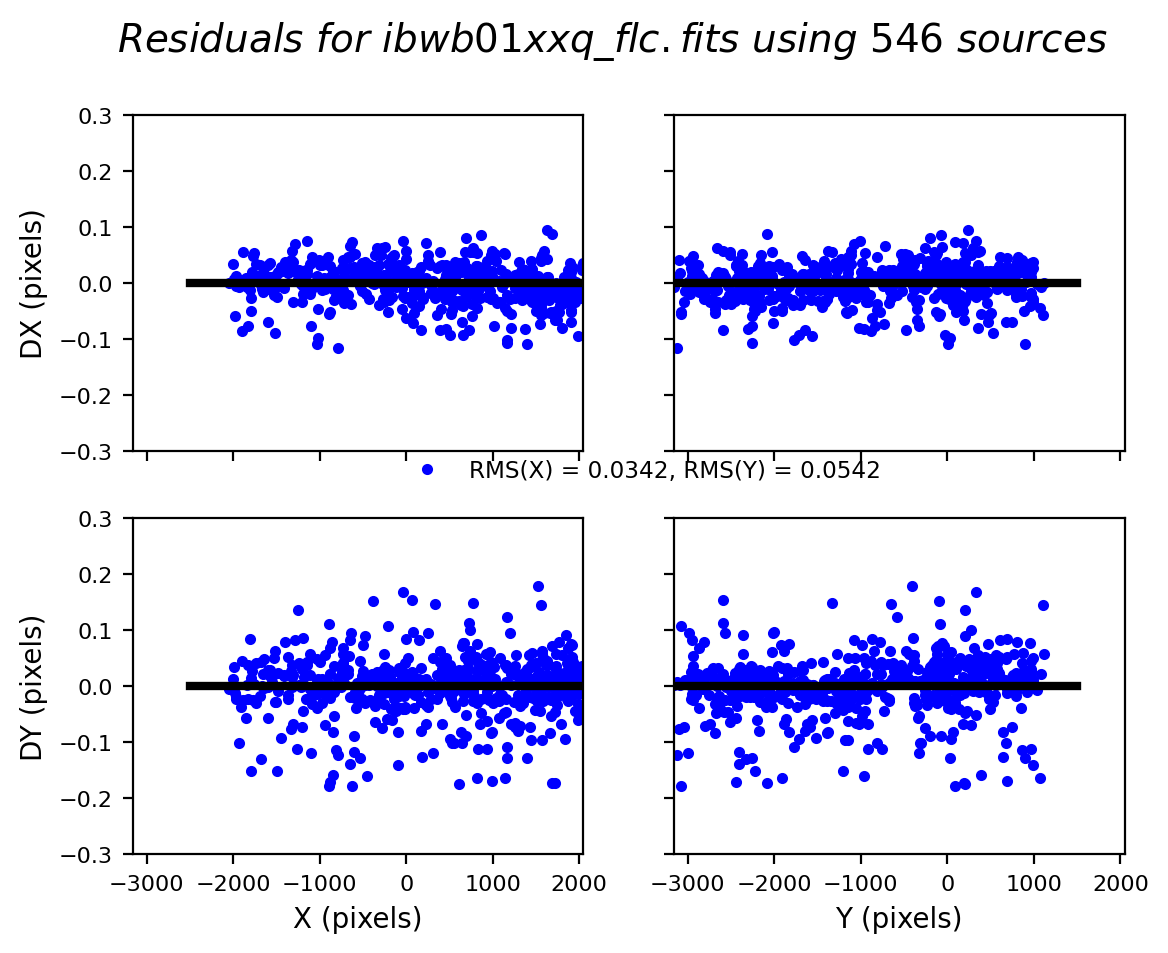 Residuals for ibwb01xxq_flc.fits using 546 sources
0.3
0.2
0.1
0.0
−0.1
−0.2
−0.3
DX (pixels)
RMS(X) = 0.0342, RMS(Y) = 0.0542
0.3
0.2
0.1
0.0
−0.1
−0.2
−0.3
DY (pixels)
−3000 −2000 −1000 0 1000 2000
−3000 −2000 −1000 0 1000 2000
X (pixels)
Y (pixels)